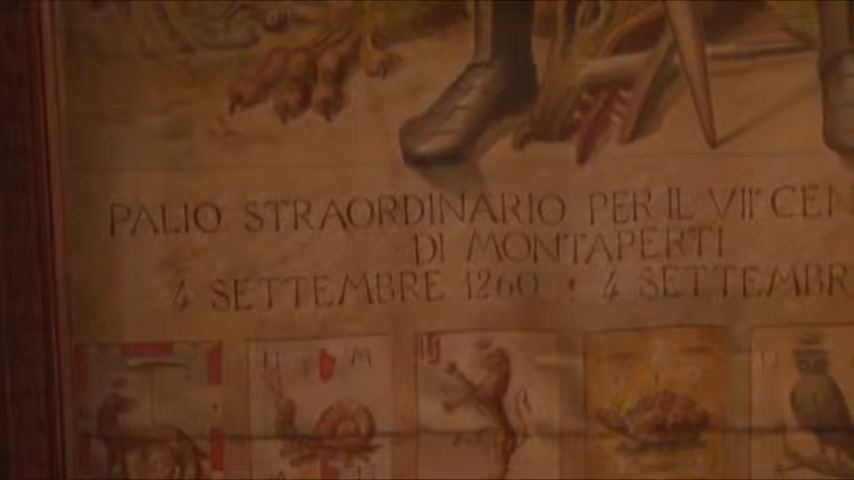 PALIO STRAORDINARIO PER IL VII° CEN
DI MONTAPERTI
4 SETTEMBRE 1260 : 4 SETTEMBR
U M